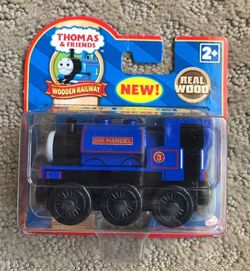 THOMAS
& FRIENDS
WOODEN RAILWAY
2+
NEW!
REAL
WOOD
SIR HANDEL
3